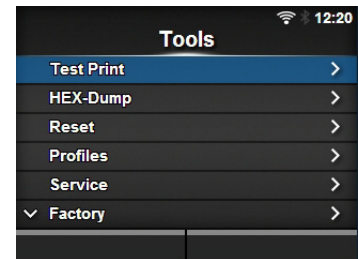 12:20
Tools
Test Print
HEX-Dump
Reset
Profiles
Service
Factory